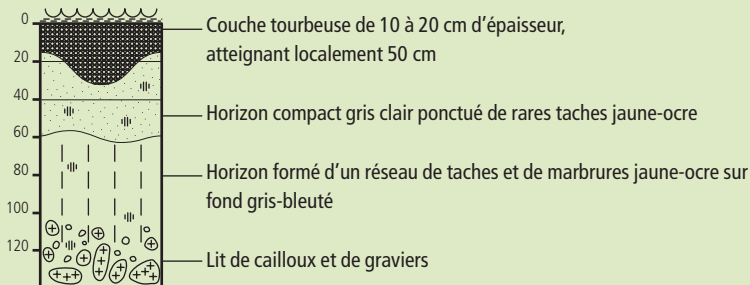 0
Couche tourbeuse de 10 à 20 cm d’épaisseur,
atteignant localement 50 cm
20
40
Horizon compact gris clair ponctué de rares taches jaune-ocre
60
80
Horizon formé d’un réseau de taches et de marbrures jaune-ocre sur
fond gris-bleuté
100
120
Lit de cailloux et de graviers